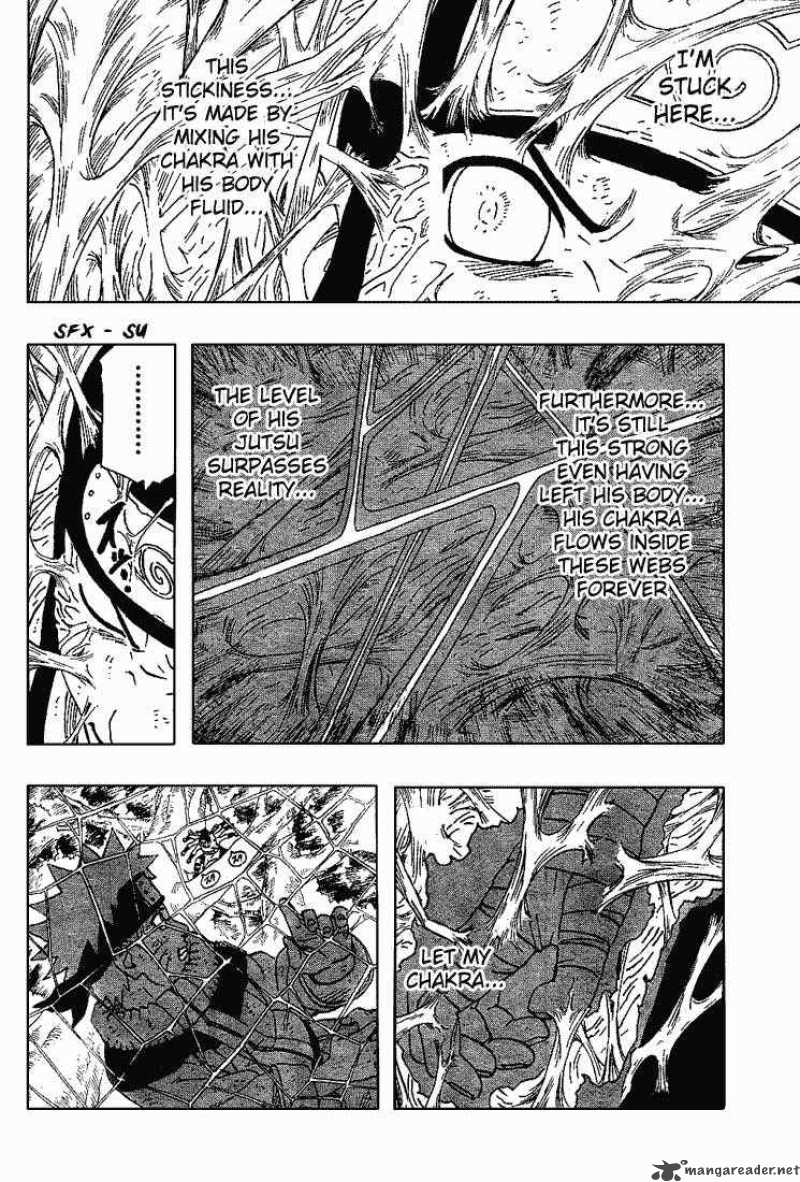 I'M
STUCK
HERE...
THIS
STICKINESS...
IT'S MADE BY
MIXING HIS
CHAKRA WITH
HIS BODY
FLUID....
FURTHERMORE...
IT'S STILL
THIS STRONG
EVEN HAVING
LEFT HIS BODY...
HIS CHAKRA
FLOWS INSIDE
THESE WEBS
FOREVER
THE LEVEL
OF HIS
JUTSU
SURPASSES
REALITY...
SFX - SU
..........
LET MY
CHAKRA...
mangareader.net